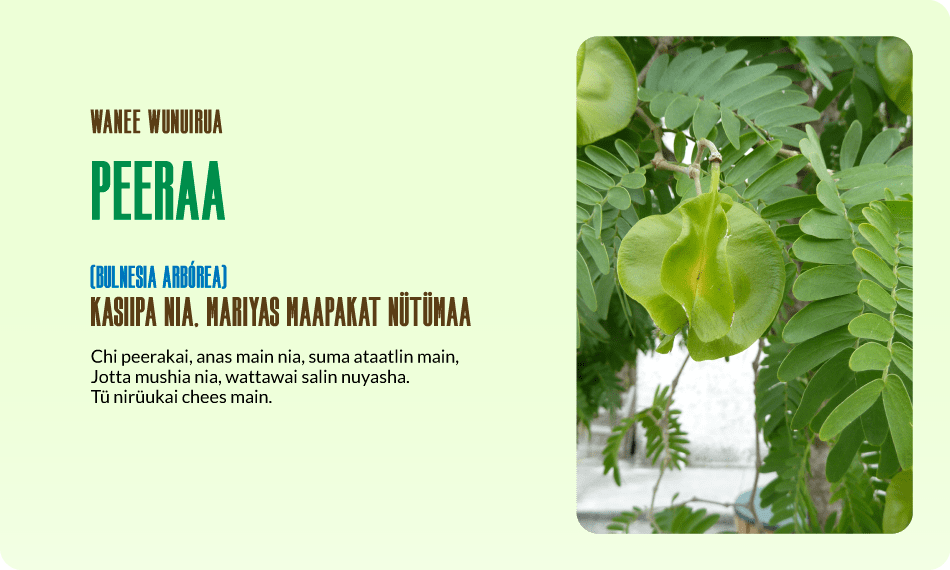 WANEE WUNUIRUA
PEERAA
(BULNESIA ARBÓREA)
KASIIPA NIA. MARIYAS MAAPAKAT NÜTÜMAA
Chi peerakai, anas main nia, suma ataatlin main,
Jotta mushia nia, wattawai salin nuyasha.
Tü nirüukai chees main.